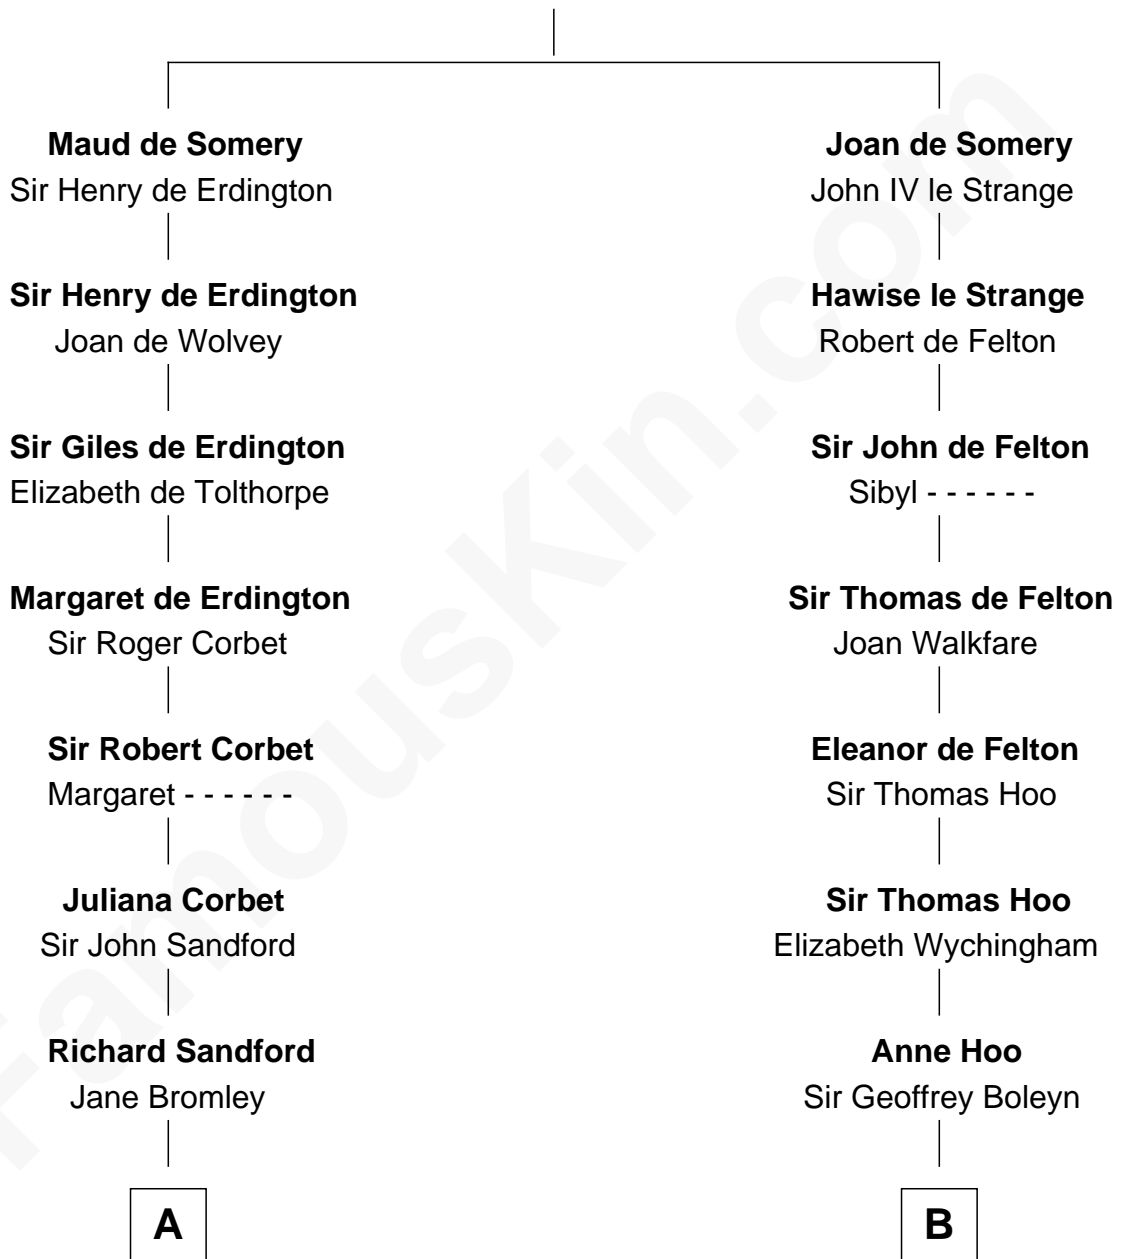 Maud de Somery
Sir Henry de Erdington
Sir Henry de Erdington
Joan de Wolvey
Sir Giles de Erdington
Elizabeth de Tolthorpe
Margaret de Erdington
Sir Roger Corbet
Sir Robert Corbet
Margaret - - - - - -
Juliana Corbet
Sir John Sandford
Richard Sandford
Jane Bromley
A
Joan de Somery
John IV le Strange
Hawise le Strange
Robert de Felton
Sir John de Felton
Sibyl - - - - - -
Sir Thomas de Felton
Joan Walkfare
Eleanor de Felton
Sir Thomas Hoo
Sir Thomas Hoo
Elizabeth Wychingham
Anne Hoo
Sir Geoffrey Boleyn
B
FamousKin.com